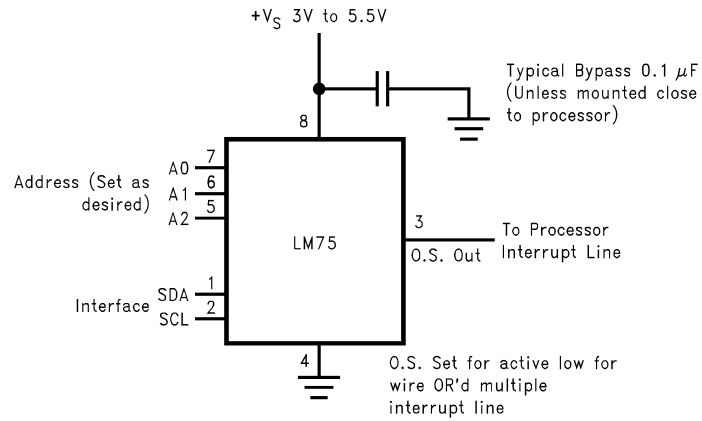 +VS 3V to 5.5V
Typical Bypass 0.1 μF
(Unless mounted close
to processor)
8
Address (Set as
desired)
A0 7
A1 6
A2 5
LM75
3
O.S. Out
To Processor
Interrupt Line
Interface
SDA 1
SCL 2
4
O.S. Set for active low for
wire OR'd multiple
interrupt line